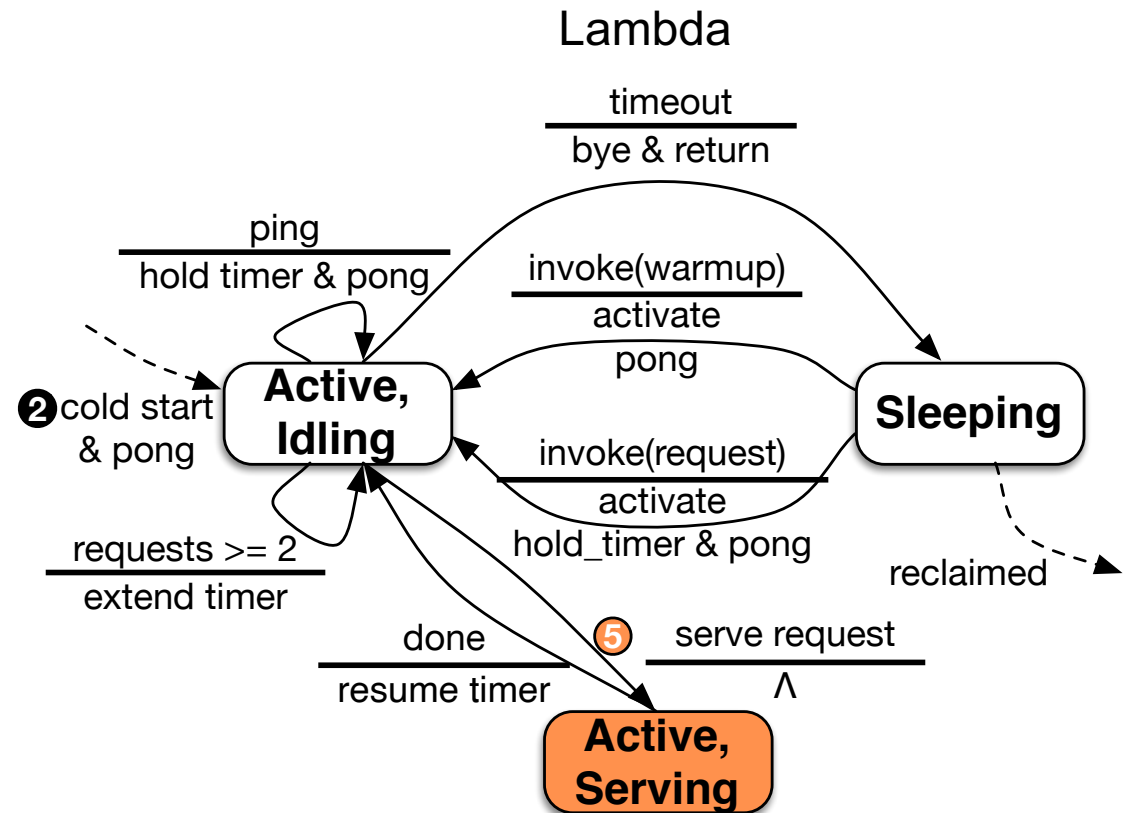 Lambda
timeout
bye & return
ping
hold timer & pong
invoke(warmup)
activate
pong
❷ cold start
& pong
Active,
Idling
Sleeping
invoke(request)
activate
hold_timer & pong
requests >= 2
extend timer
reclaimed
done
resume timer
5
serve request
Λ
Active,
Serving